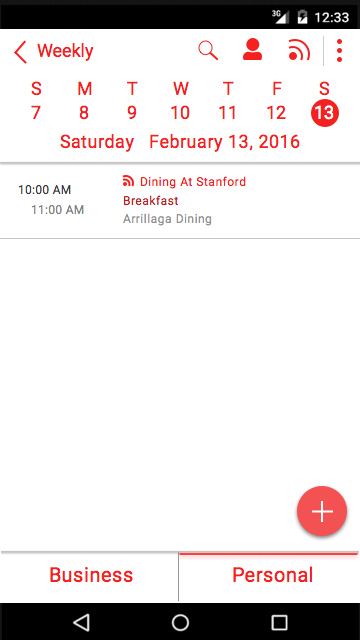 3G 12:33
Weekly
S M T W T F S
7 8 9 10 11 12 13
Saturday February 13, 2016
10:00 AM Dining At Stanford
11:00 AM Breakfast
Arrillaga Dining
Business Personal